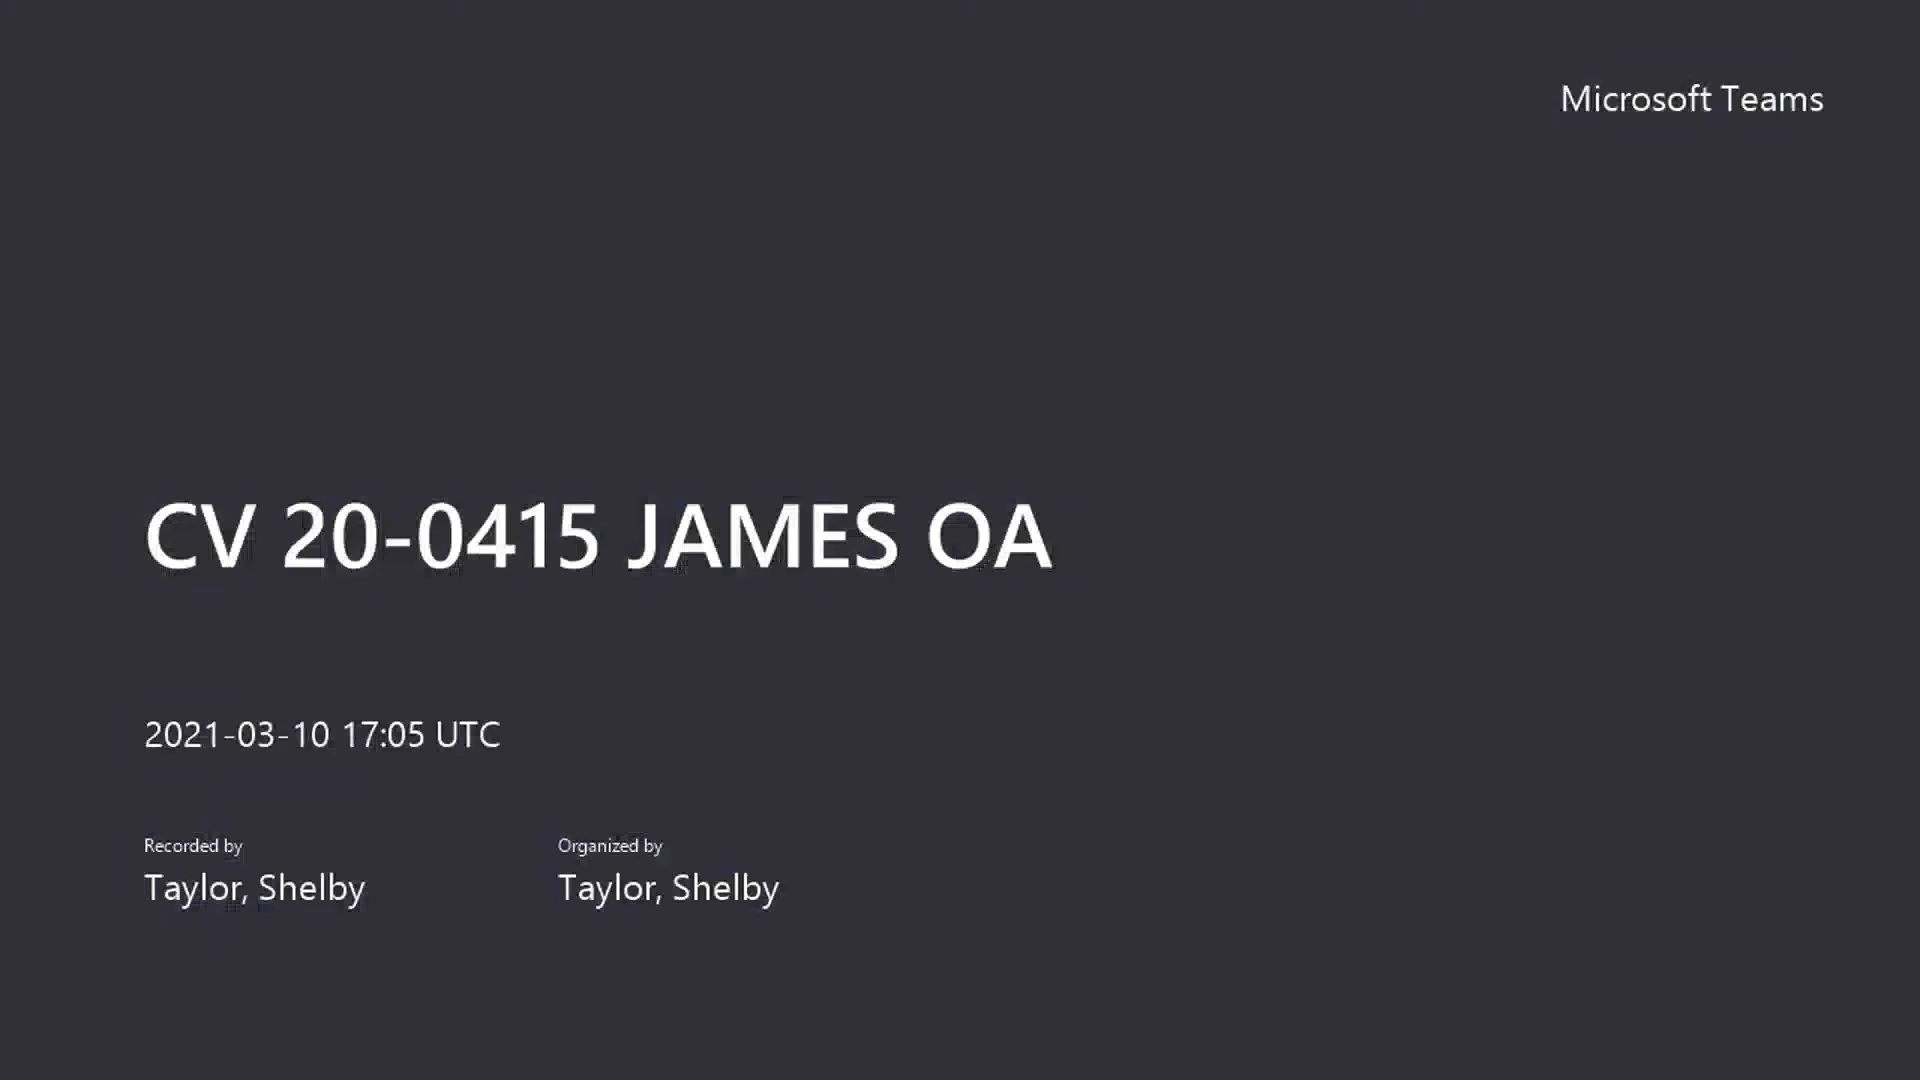 Microsoft Teams
CV 20-0415 JAMES OA
2021-03-10 17:05 UTC
Recorded by
Taylor, Shelby
Organized by
Taylor, Shelby